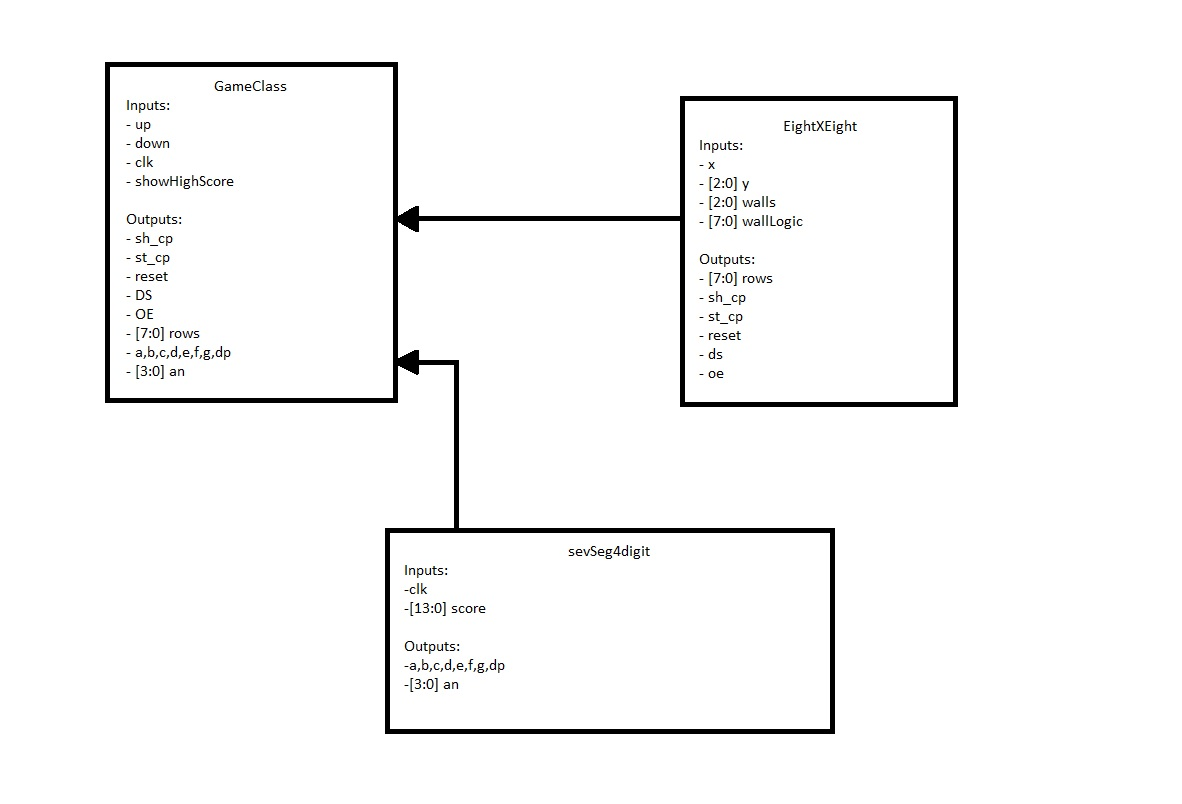 GameClass
Inputs:
- up
- down
- clk
- showHighScore
Outputs:
- sh_cp
- st_cp
- reset
- DS
- OE
- [7:0] rows
- a,b,c,d,e,f,g,dp
- [3:0] an
EightXEight
Inputs:
- x
- [2:0] y
- [2:0] walls
- [7:0] wallLogic
Outputs:
- [7:0] rows
- sh_cp
- st_cp
- reset
- ds
- oe
sevSeg4digit
Inputs:
-clk
-[13:0] score
Outputs:
-a,b,c,d,e,f,g,dp
-[3:0] an